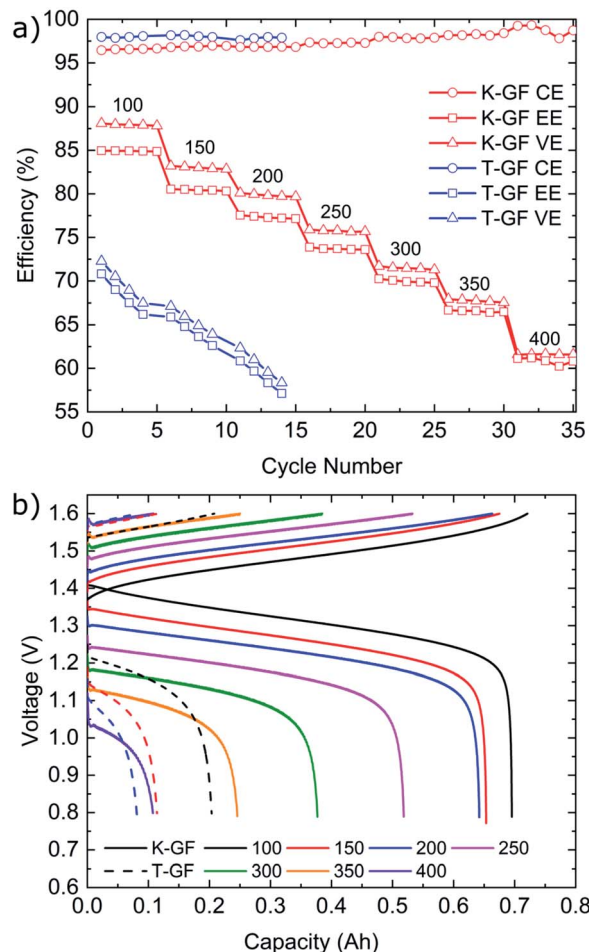 a)
100
95
90
85
80
75
70
65
60
55
Efficiency (%)
100
150
200
250
300
350
400
K-GF CE
K-GF EE
K-GF VE
T-GF CE
T-GF EE
T-GF VE
0 5 10 15 20 25 30 35
Cycle Number
b)
1.6
1.5
1.4
1.3
1.2
1.1
1.0
0.9
0.8
0.7
0.6
Voltage (V)
K-GF 100 150 200 250
T-GF 300 350 400
0.0 0.1 0.2 0.3 0.4 0.5 0.6 0.7 0.8
Capacity (Ah)